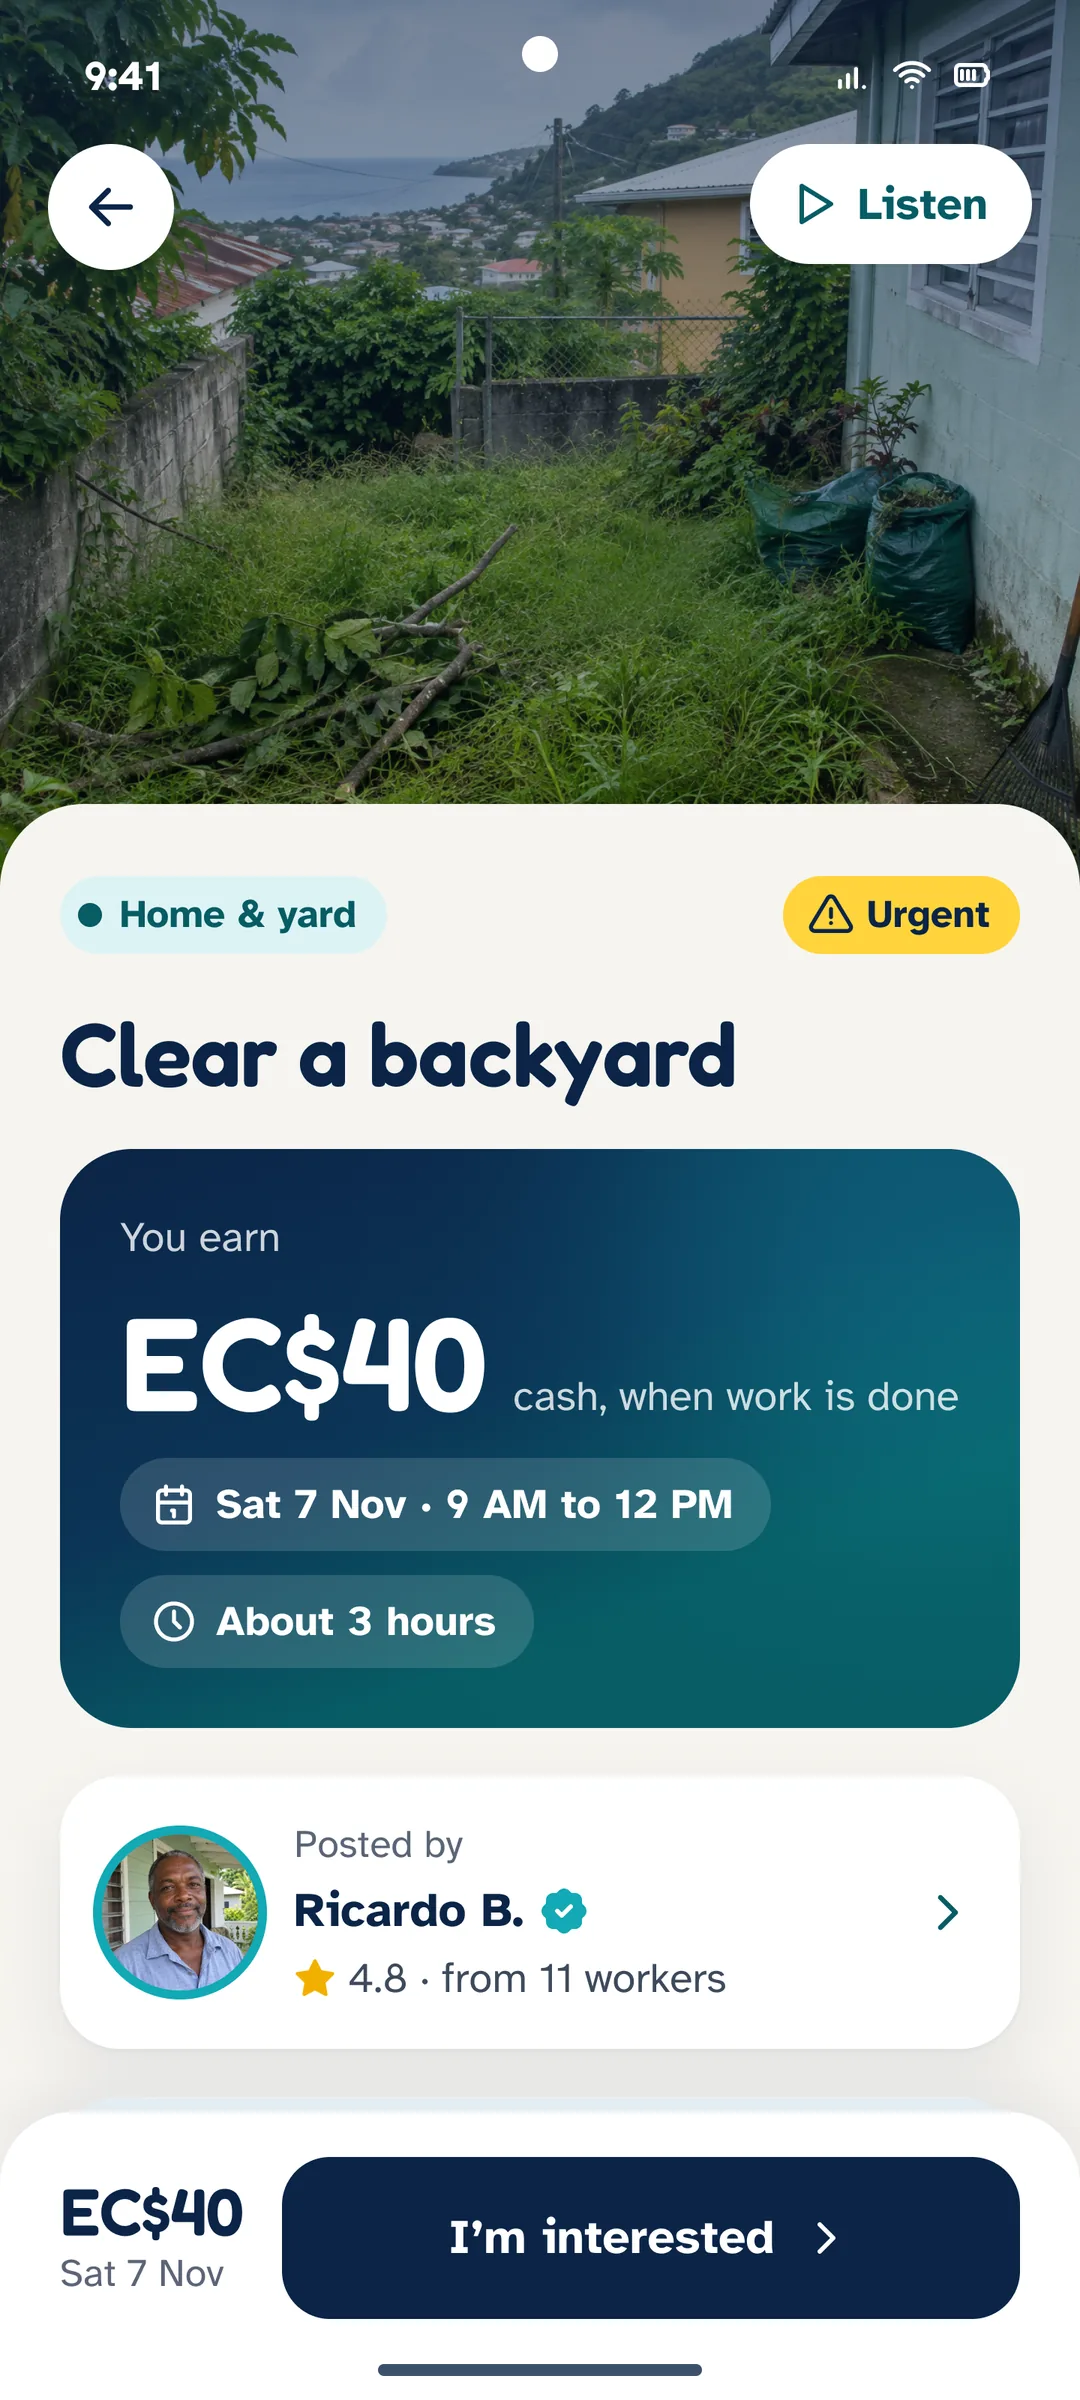 9:41
Listen
Home & yard
Urgent
Clear a backyard
You earn
EC$40 cash, when work is done
Sat 7 Nov · 9 AM to 12 PM
About 3 hours
Posted by
Ricardo B.
4.8 · from 11 workers
EC$40
Sat 7 Nov
I’m interested